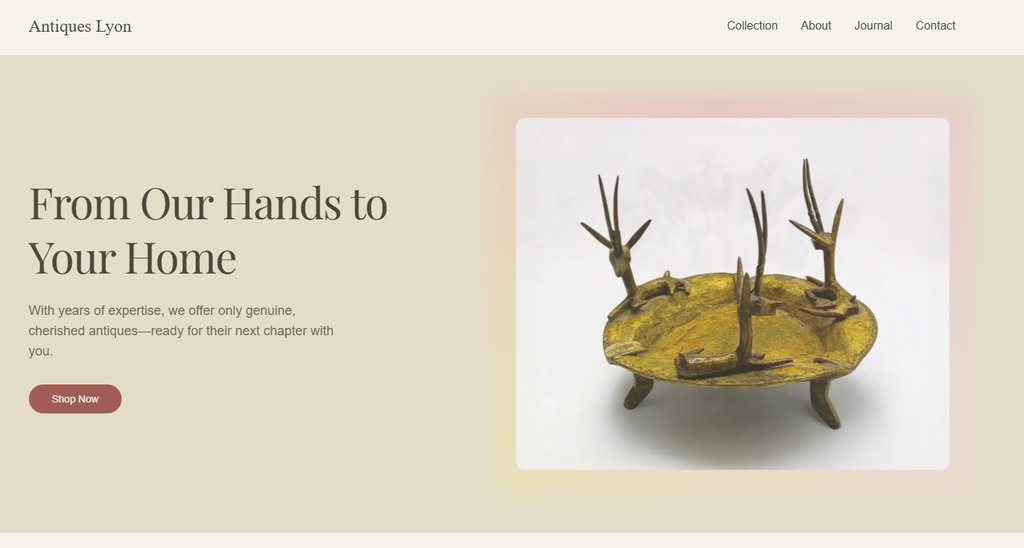 Antiques Lyon
Collection
About
Journal
Contact
From Our Hands to
Your Home
With years of expertise, we offer only genuine,
cherished antiques—ready for their next chapter with
you.
Shop Now